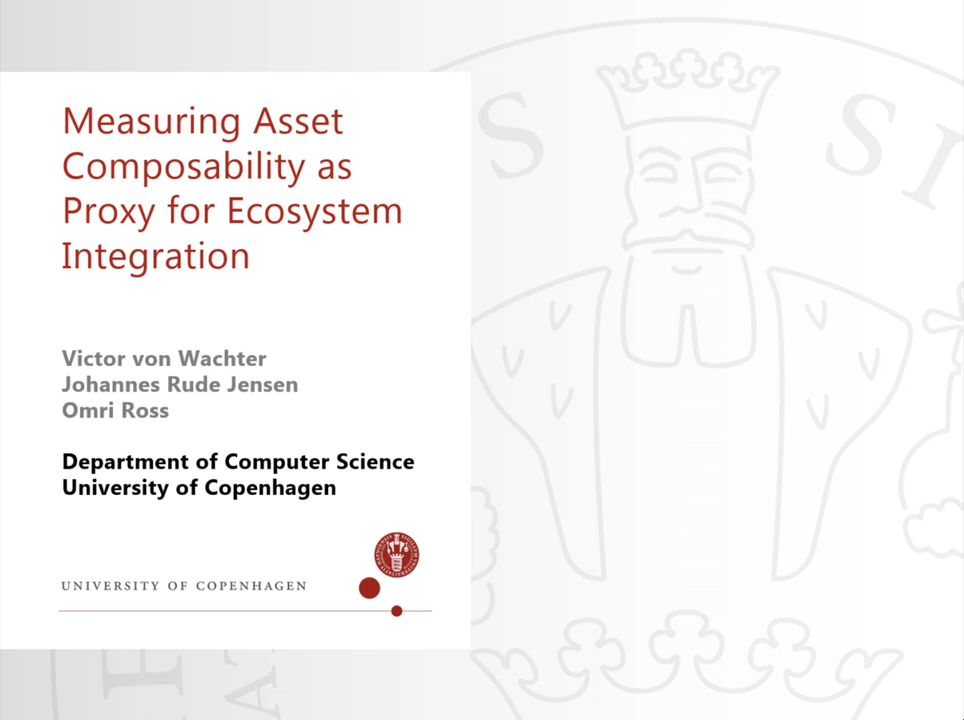 Measuring Asset
Composability as
Proxy for Ecosystem
Integration
Victor von Wachter
Johannes Rude Jensen
Omri Ross
Department of Computer Science
University of Copenhagen
UNIVERSITY OF COPENHAGEN
S SI